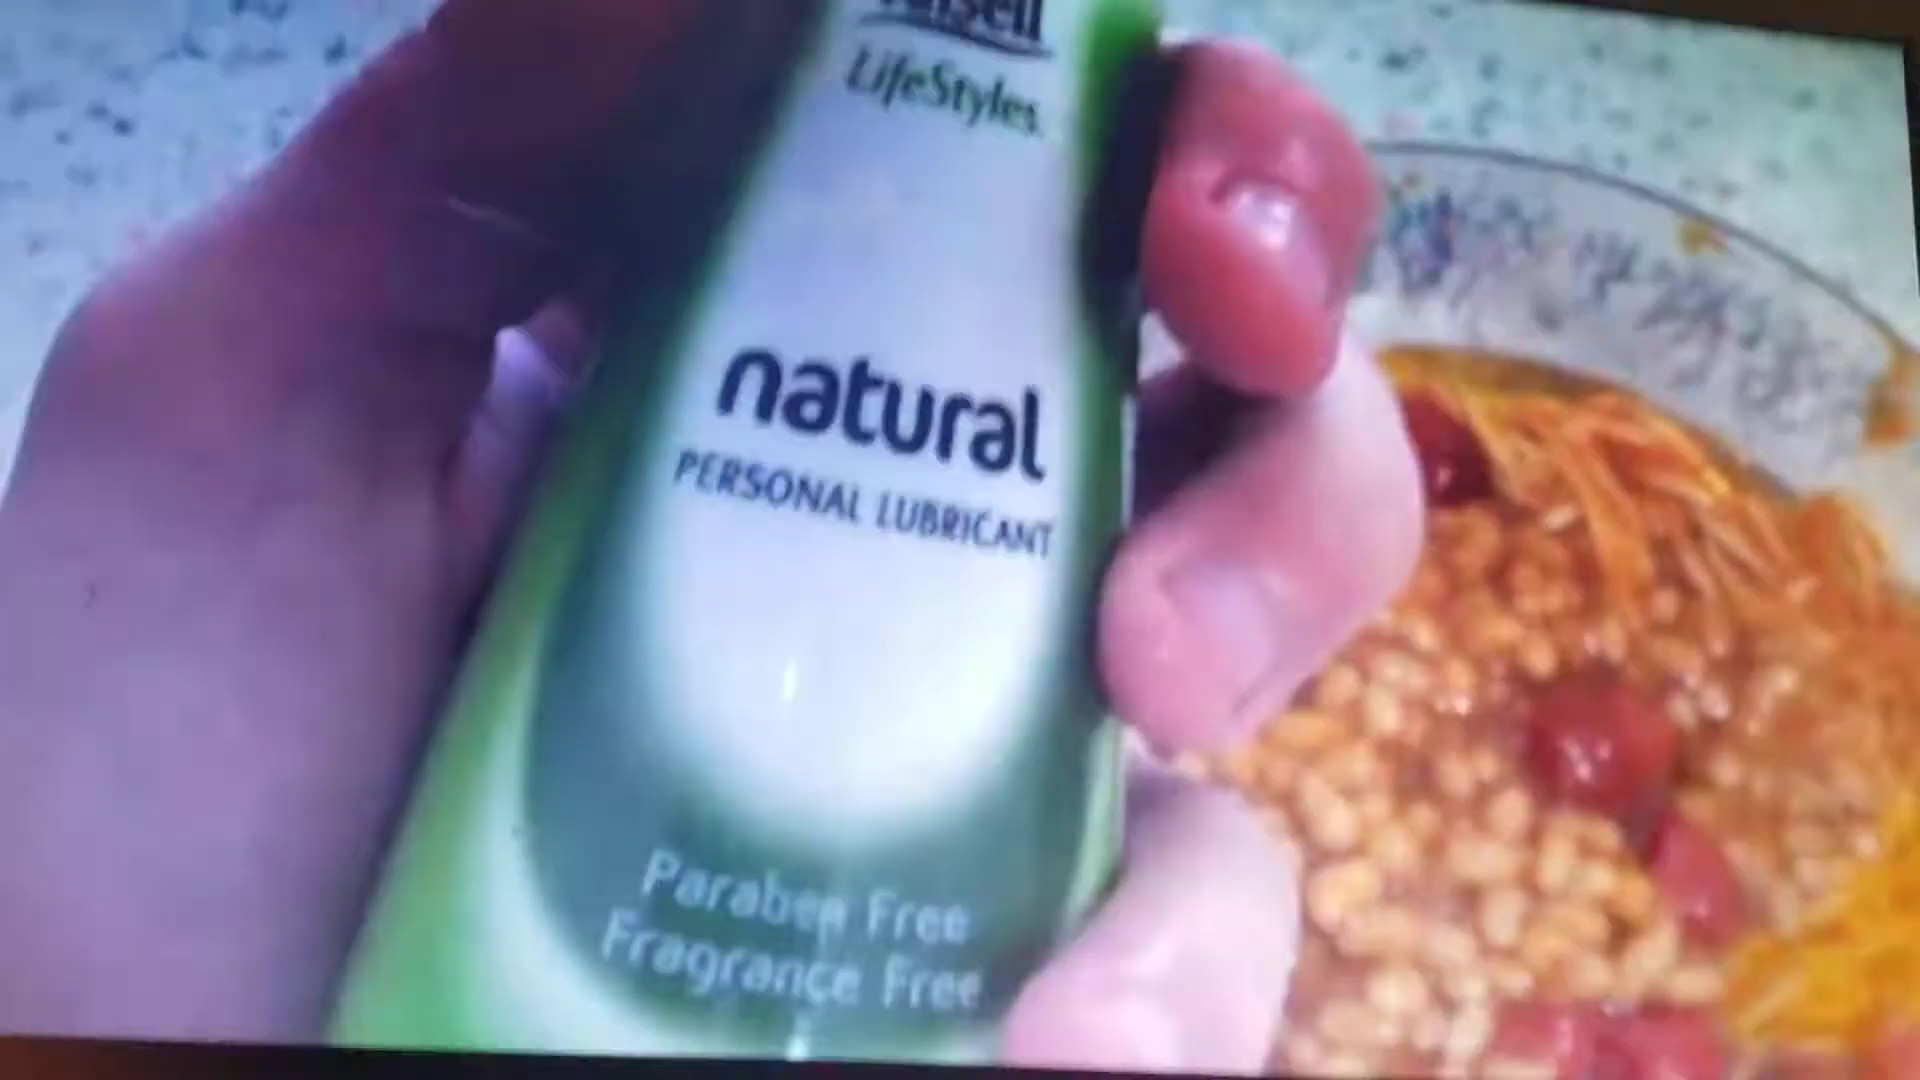 LifeStyles
natural
PERSONAL LUBRICANT
Paraben Free
Fragrance Free